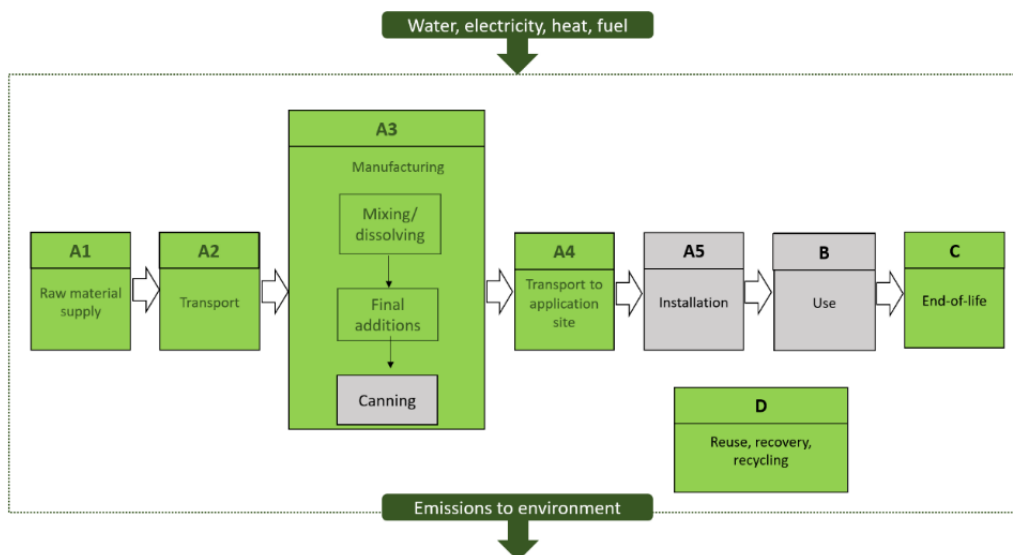 Water, electricity, heat, fuel
A3
Manufacturing
Mixing/
dissolving
Final
additions
Canning
A1
Raw material
supply
A2
Transport
A4
Transport to
application
site
A5
Installation
B
Use
C
End-of-life
D
Reuse, recovery,
recycling
Emissions to environment